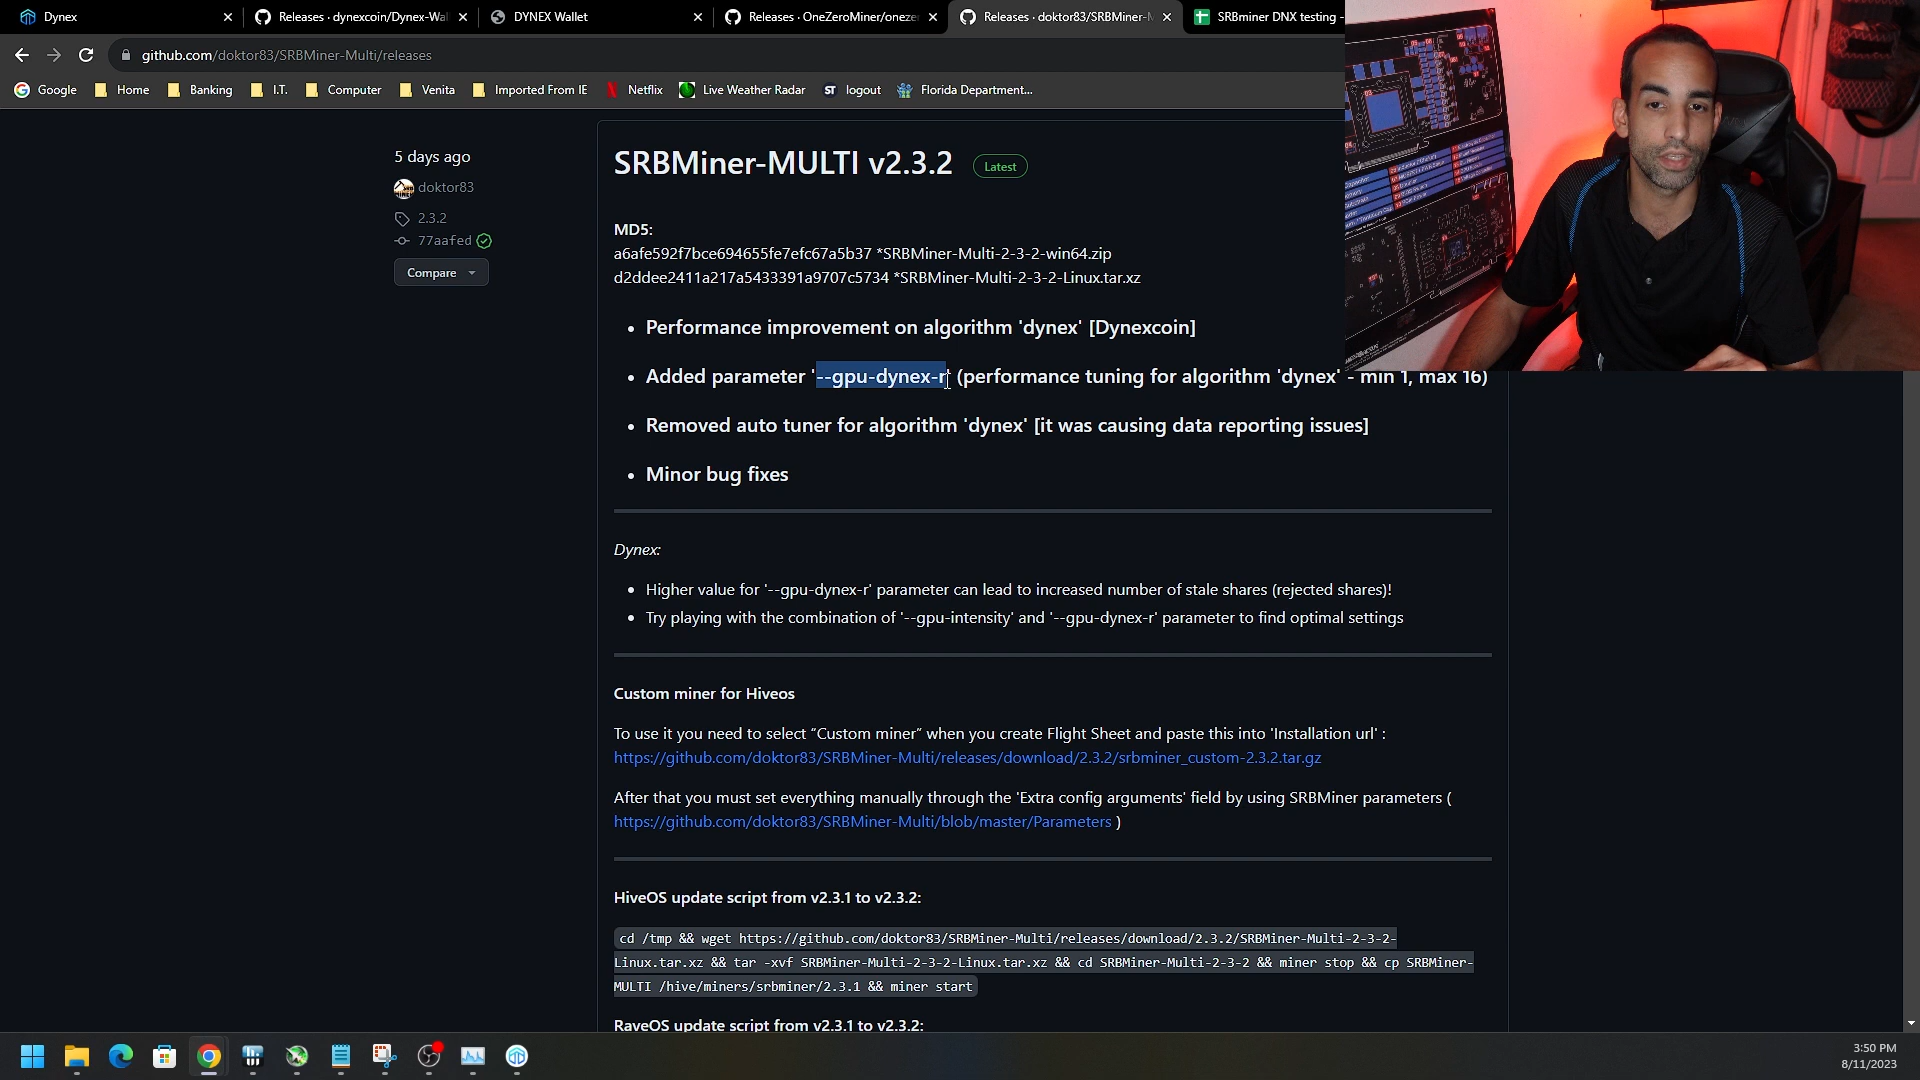 Dynex
Releases · dynexcoin/Dynex-Wal
DYNEX Wallet
Releases · OneZeroMiner/oneze
Releases · doktor83/SRBMiner-M
SRBminer DNX testing -
github.com/doktor83/SRBMiner-Multi/releases
Google
Home
Banking
I.T.
Computer
Venita
Imported From IE
Netflix
ST
logout
Live Weather Radar
Florida Department...
5 days ago
doktor83
2.3.2
77aafed
Compare
SRBMiner-MULTI v2.3.2
Latest
MD5:
a6afe592f7bce694655fe7efc67a5b37 *SRBMiner-Multi-2-3-2-win64.zip
d2ddee2411a217a5433391a9707c5734 *SRBMiner-Multi-2-3-2-Linux.tar.xz
• Performance improvement on algorithm 'dynex' [Dynexcoin]
• Added parameter '--gpu-dynex-r' (performance tuning for algorithm 'dynex' - min 1, max 16)
• Removed auto tuner for algorithm 'dynex' [it was causing data reporting issues]
• Minor bug fixes
Dynex:
• Higher value for '--gpu-dynex-r' parameter can lead to increased number of stale shares (rejected shares)!
• Try playing with the combination of '--gpu-intensity' and '--gpu-dynex-r' parameter to find optimal settings
Custom miner for Hiveos
To use it you need to select “Custom miner” when you create Flight Sheet and paste this into 'Installation url' :
https://github.com/doktor83/SRBMiner-Multi/releases/download/2.3.2/srbminer_custom-2.3.2.tar.gz
After that you must set everything manually through the 'Extra config arguments' field by using SRBMiner parameters (
https://github.com/doktor83/SRBMiner-Multi/blob/master/Parameters )
HiveOS update script from v2.3.1 to v2.3.2:
cd /tmp && wget https://github.com/doktor83/SRBMiner-Multi/releases/download/2.3.2/SRBMiner-Multi-2-3-2-
Linux.tar.xz && tar -xvf SRBMiner-Multi-2-3-2-Linux.tar.xz && cd SRBMiner-Multi-2-3-2 && miner stop && cp SRBMiner-
MULTI /hive/miners/srbminer/2.3.1 && miner start
RaveOS update script from v2.3.1 to v2.3.2:
3:50 PM
8/11/2023